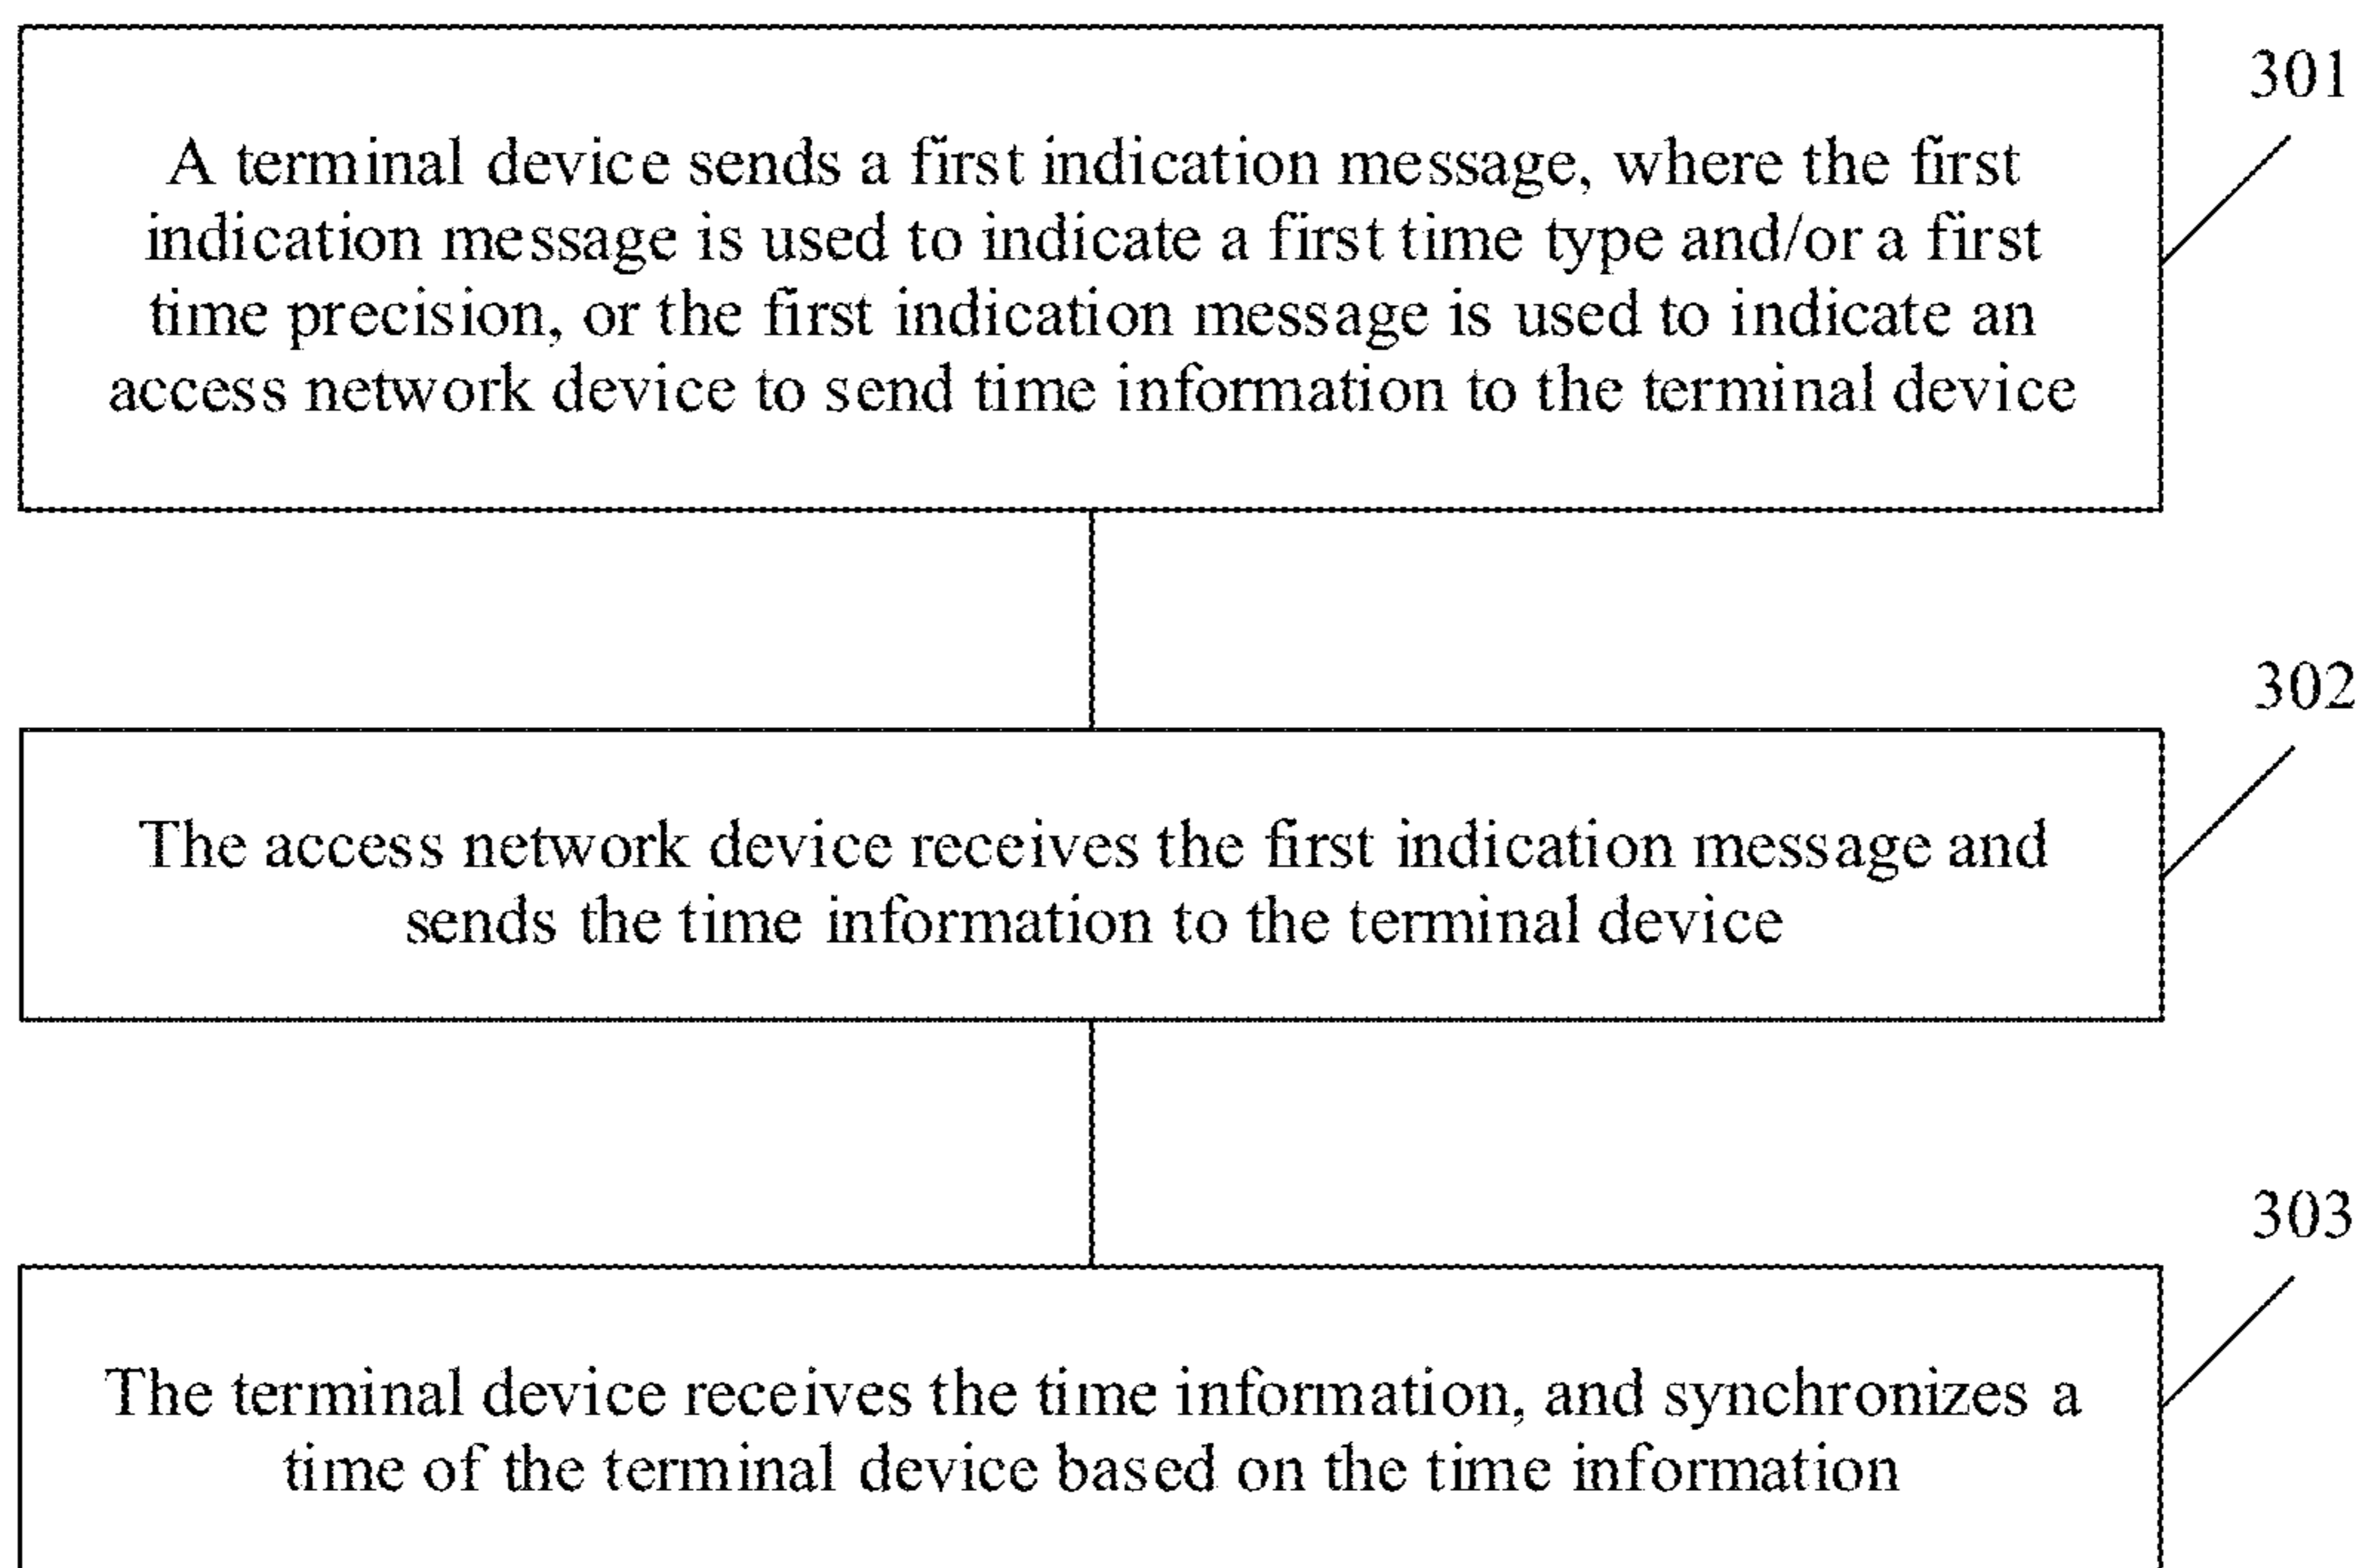 301
A terminal device sends a first indication message, where the first
indication message is used to indicate a first time type and/or a first
time precision, or the first indication message is used to indicate an
access network device to send time information to the terminal device
302
The access network device receives the first indication message and
sends the time information to the terminal device
303
The terminal device receives the time information, and synchronizes a
time of the terminal device based on the time information